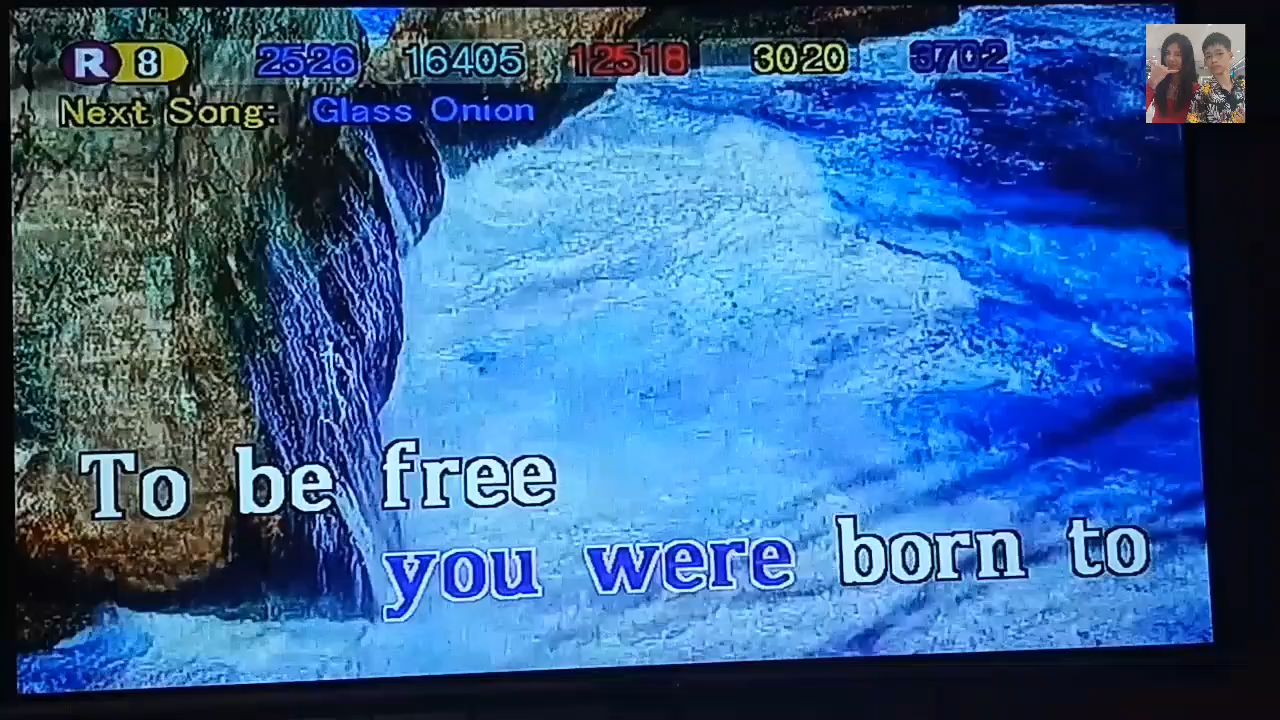 R 8 2526 16405 12518 3020 3702
Next Song: Glass Onion
To be free
you were born to